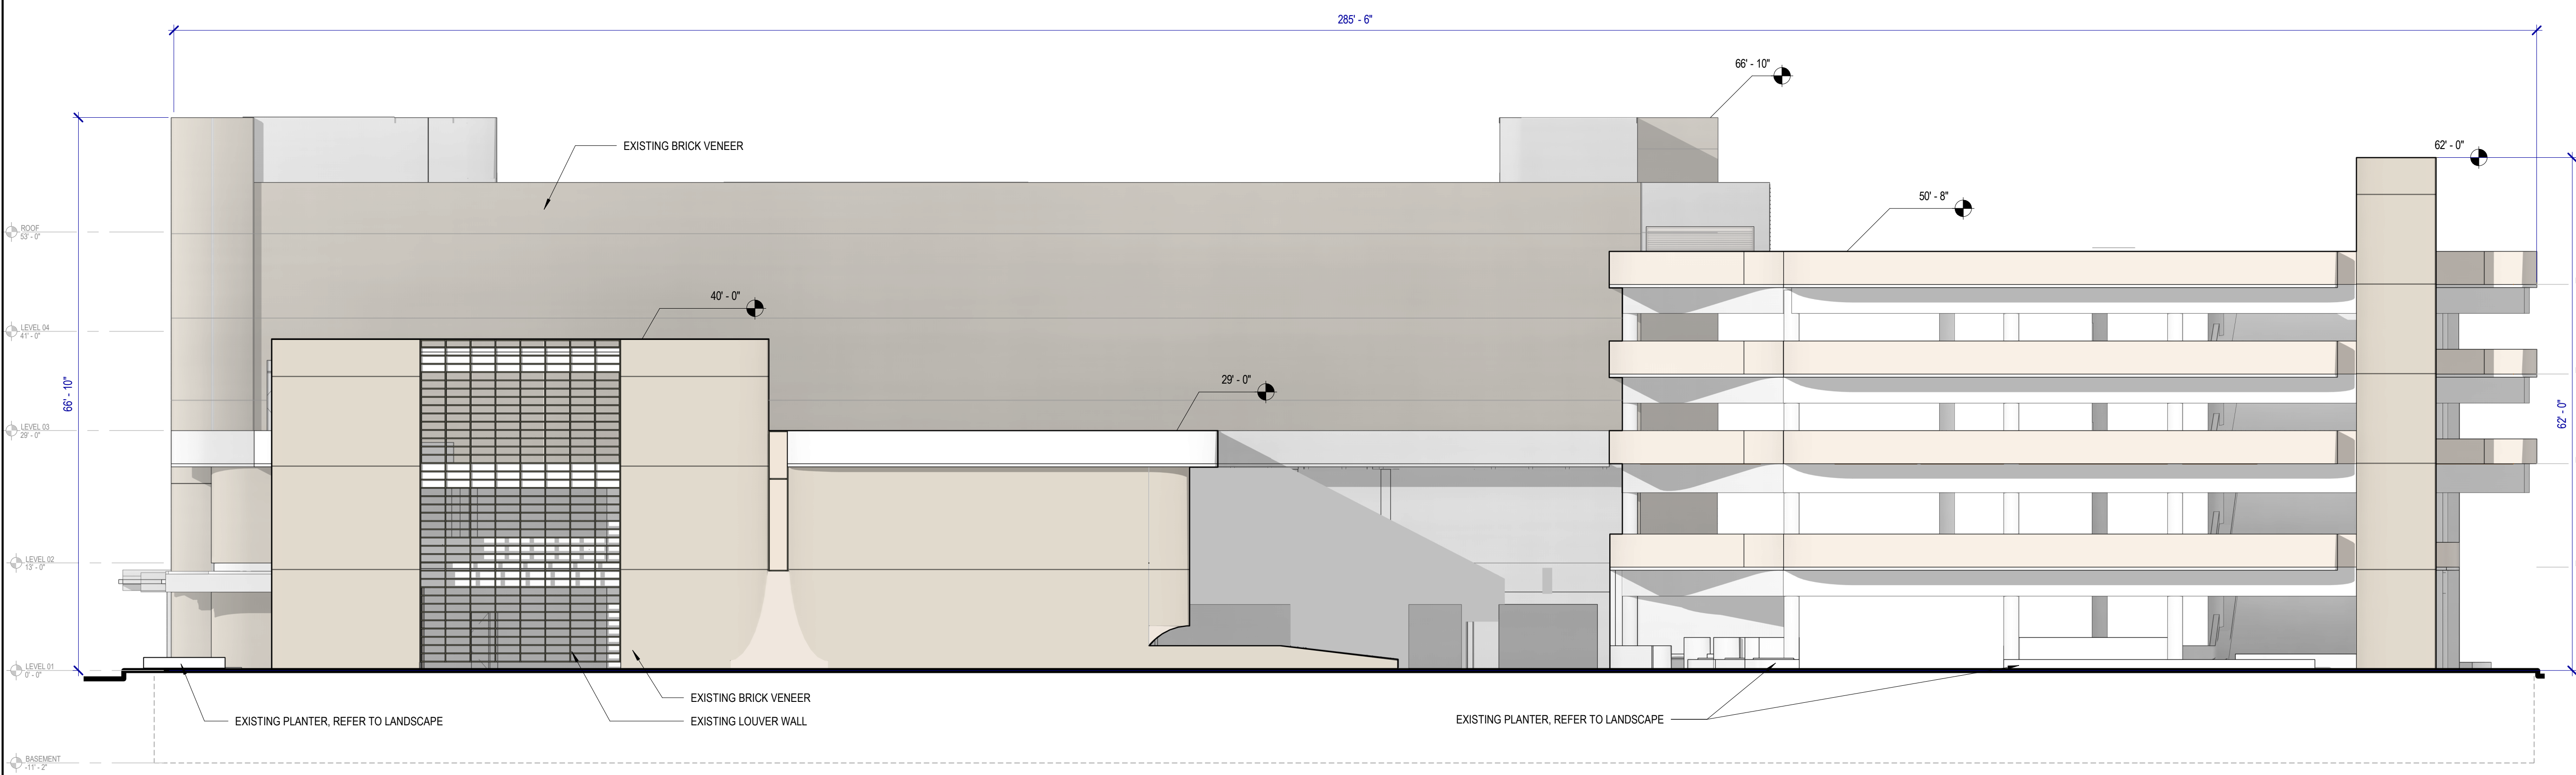 285' - 6"
66' - 10"
EXISTING BRICK VENEER
62' - 0"
50' - 8"
ROOF
53' - 0"
40' - 0"
LEVEL 04
41' - 0"
29' - 0"
66' - 10"
62' - 0"
LEVEL 03
29' - 0"
LEVEL 02
13' - 0"
LEVEL 01
0' - 0"
EXISTING BRICK VENEER
EXISTING PLANTER, REFER TO LANDSCAPE
EXISTING LOUVER WALL
EXISTING PLANTER, REFER TO LANDSCAPE
BASEMENT
-11' - 2"